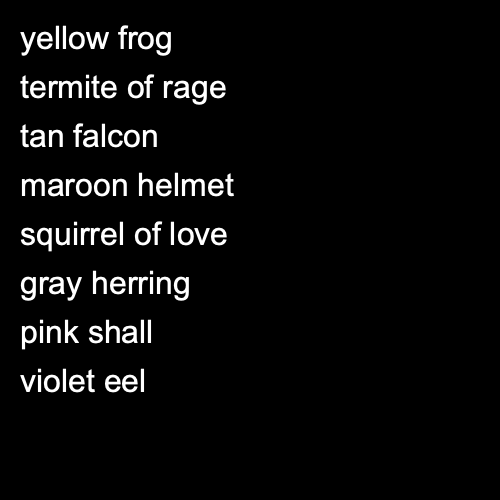 yellow frog
termite of rage
tan falcon
maroon helmet
squirrel of love
gray herring
pink shall
violet eel